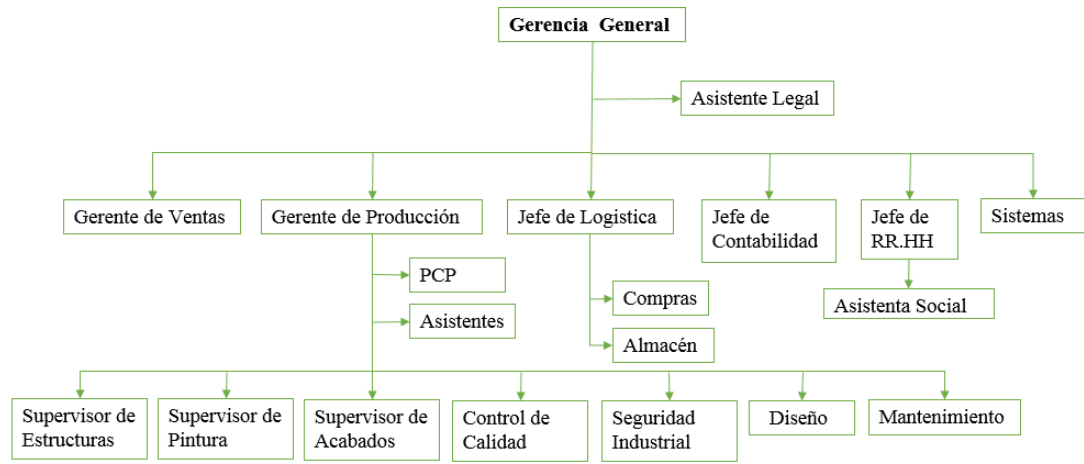 Gerencia General
Asistente Legal
Gerente de Ventas
Gerente de Producción
Jefe de Logistica
Jefe de
Contabilidad
Jefe de
RR.HH
Sistemas
PCP
Asistentes
Compras
Almacén
Asistenta Social
Supervisor de
Estructuras
Supervisor de
Pintura
Supervisor de
Acabados
Control de
Calidad
Seguridad
Industrial
Diseño
Mantenimiento